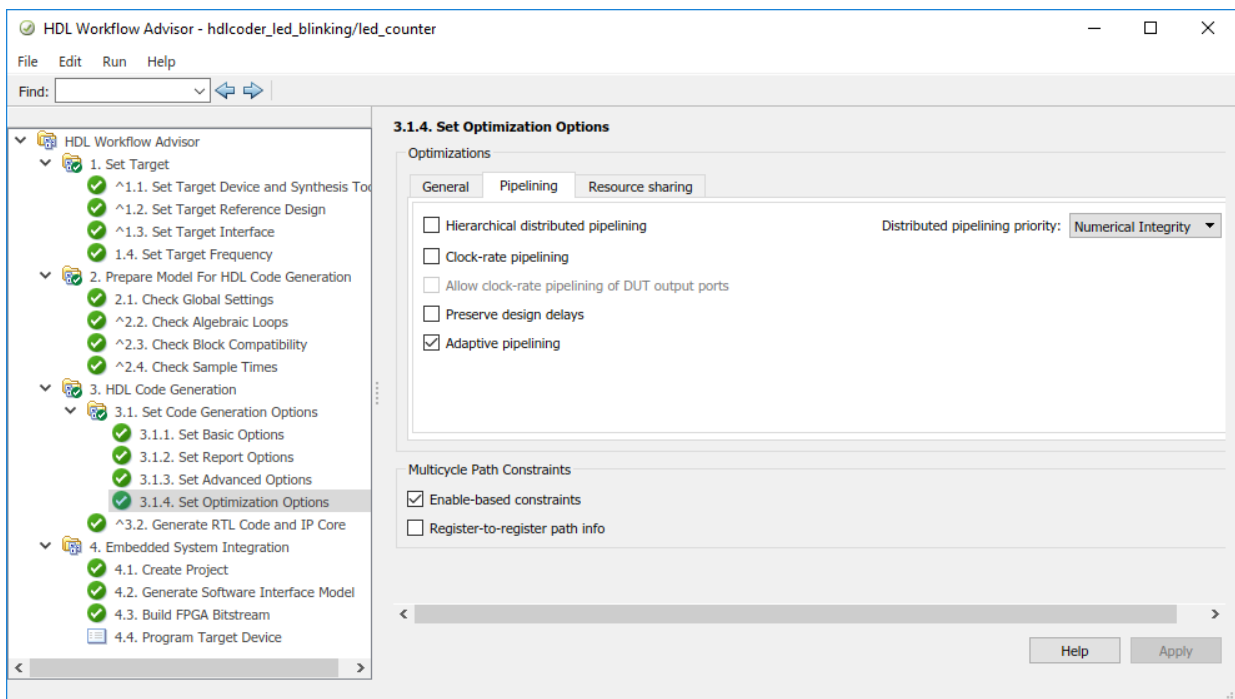 HDL Workflow Advisor - hdlcoder_led_blinking/led_counter
File Edit Run Help
Find:
HDL Workflow Advisor
1. Set Target
^1.1. Set Target Device and Synthesis Too
^1.2. Set Target Reference Design
^1.3. Set Target Interface
1.4. Set Target Frequency
2. Prepare Model For HDL Code Generation
2.1. Check Global Settings
^2.2. Check Algebraic Loops
^2.3. Check Block Compatibility
^2.4. Check Sample Times
3. HDL Code Generation
3.1. Set Code Generation Options
3.1.1. Set Basic Options
3.1.2. Set Report Options
3.1.3. Set Advanced Options
3.1.4. Set Optimization Options
^3.2. Generate RTL Code and IP Core
4. Embedded System Integration
4.1. Create Project
4.2. Generate Software Interface Model
4.3. Build FPGA Bitstream
4.4. Program Target Device
3.1.4. Set Optimization Options
Optimizations
General Pipelining Resource sharing
Hierarchical distributed pipelining Distributed pipelining priority: Numerical Integrity
Clock-rate pipelining
Allow clock-rate pipelining of DUT output ports
Preserve design delays
Adaptive pipelining
Multicycle Path Constraints
Enable-based constraints
Register-to-register path info
Help Apply